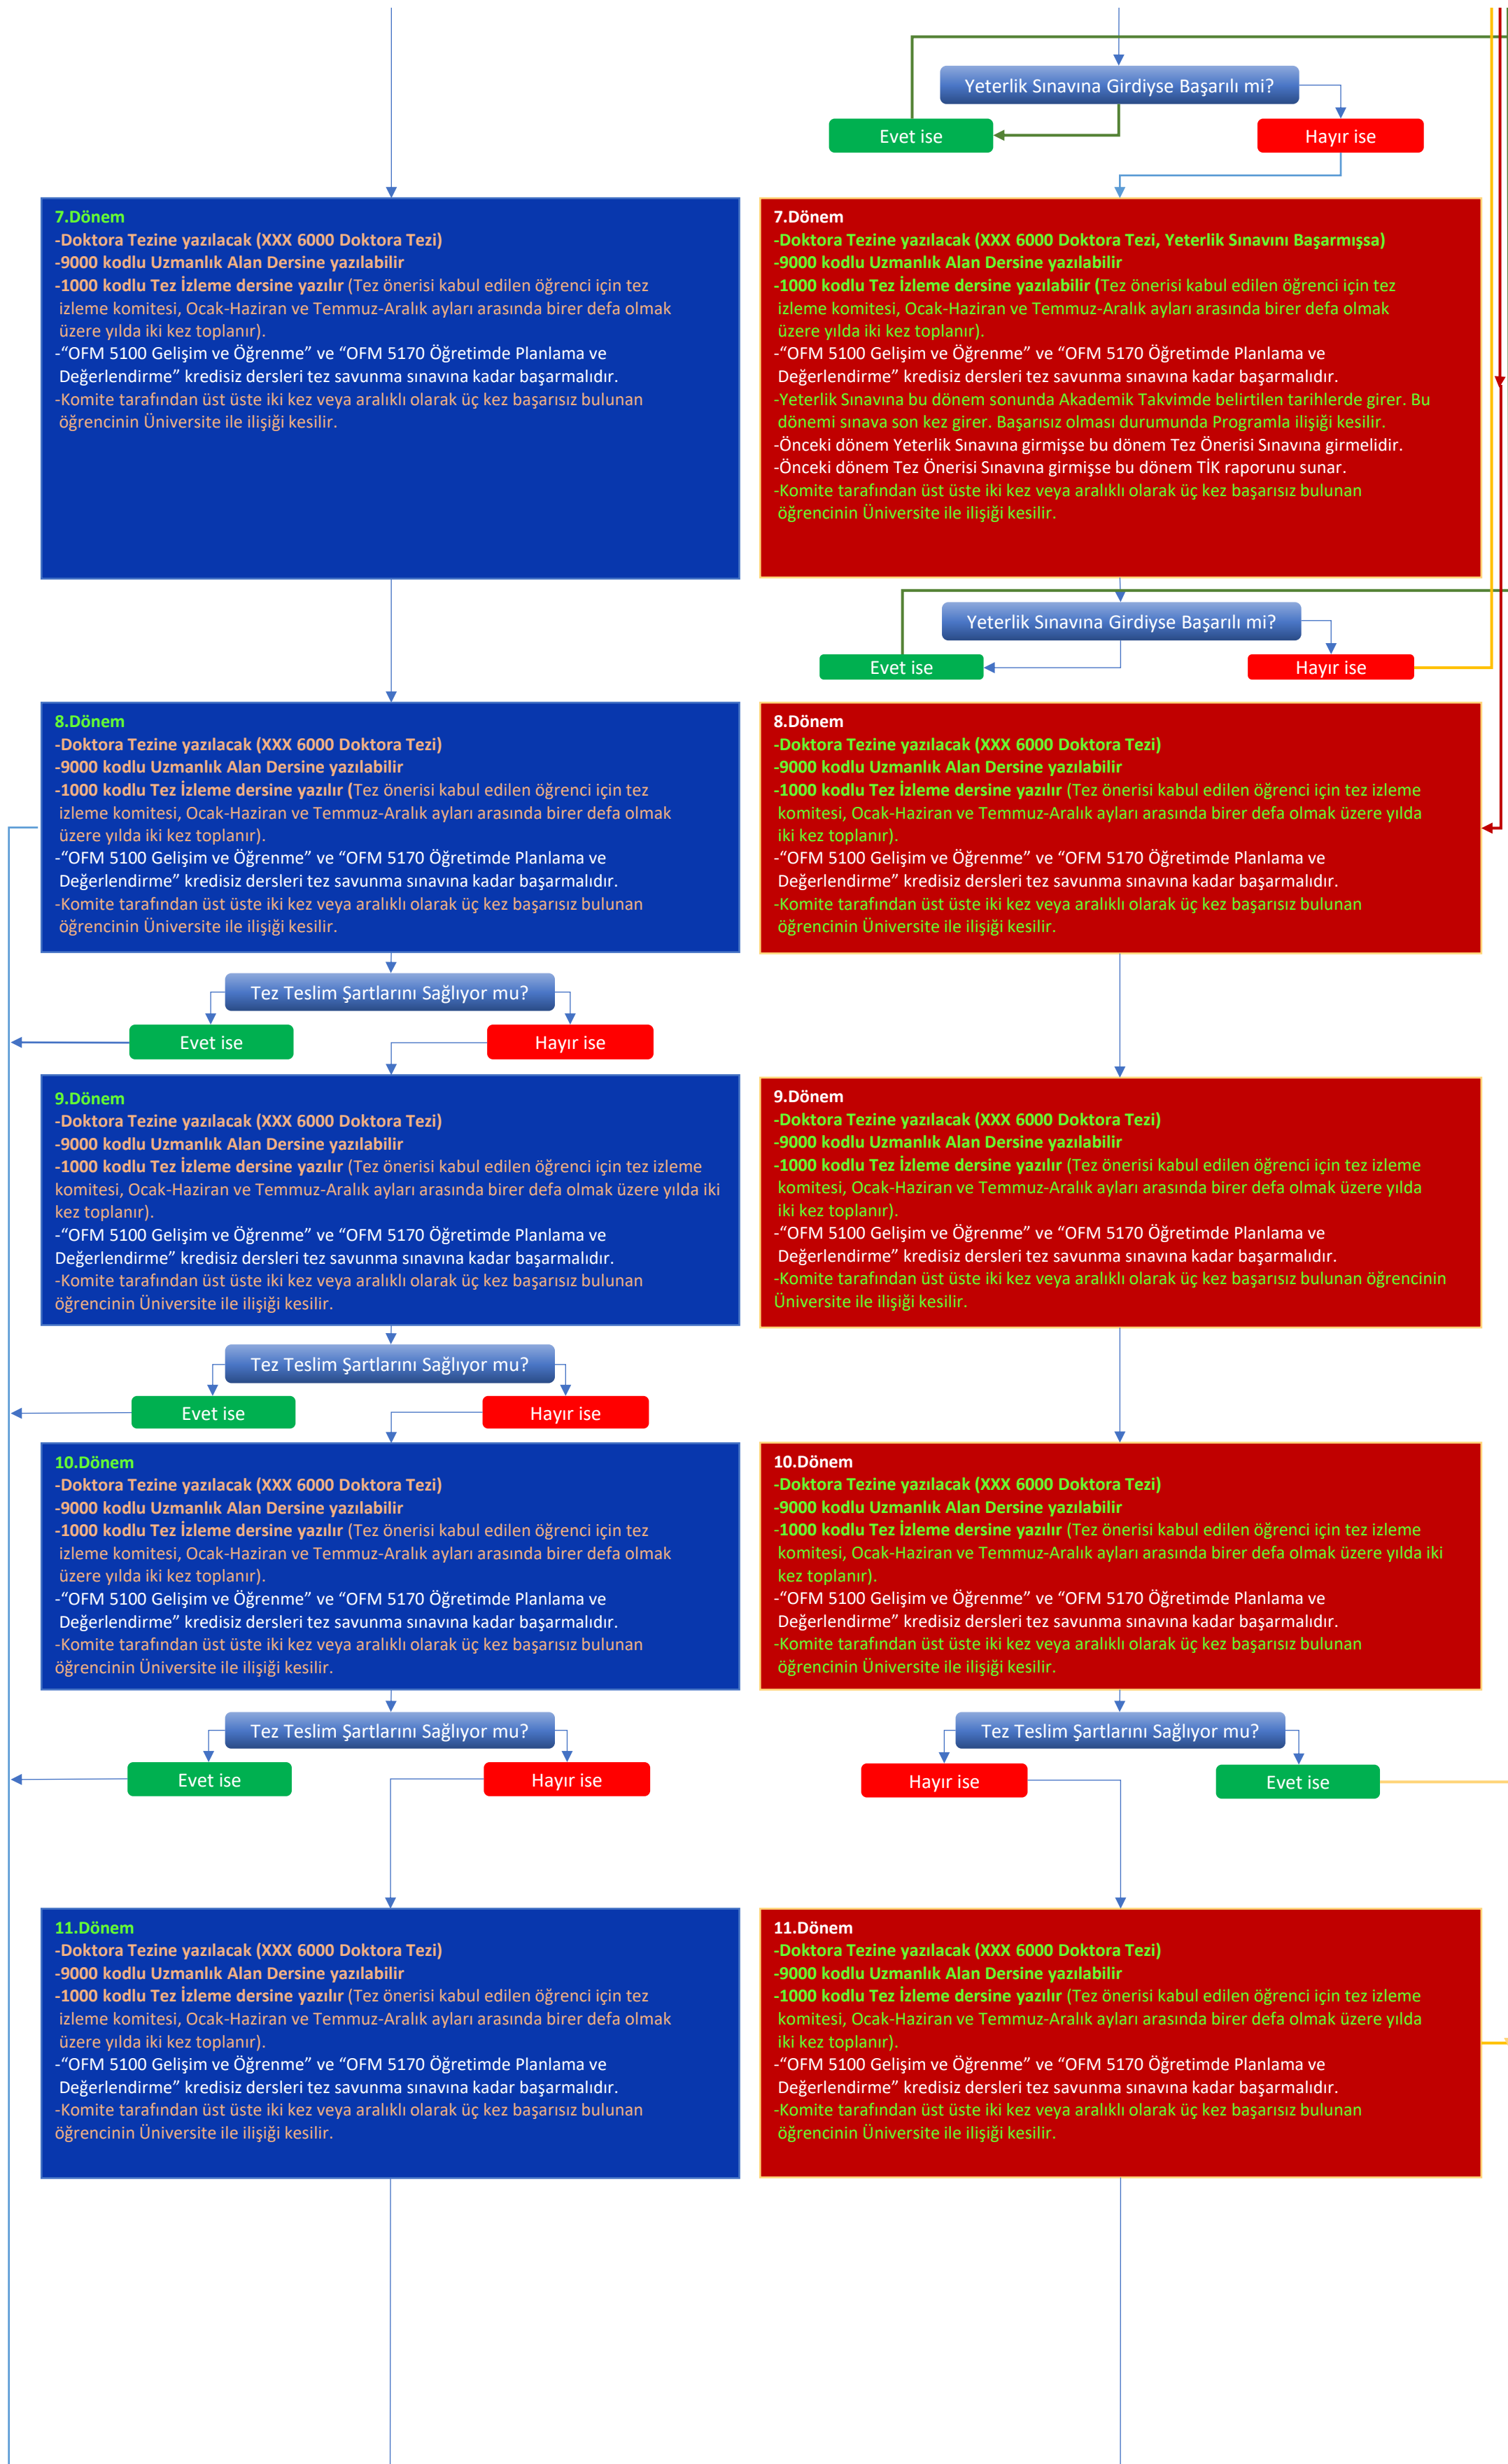 Yeterlik Sınavına Girdiyse Başarılı mi?
Evet ise
Hayır ise
7.Dönem
-Doktora Tezine yazılacak (XXX 6000 Doktora Tezi)
-9000 kodlu Uzmanlık Alan Dersine yazılabilir
-1000 kodlu Tez İzleme dersine yazılır (Tez önerisi kabul edilen öğrenci için tez
izleme komitesi, Ocak-Haziran ve Temmuz-Aralık ayları arasında birer defa olmak
üzere yılda iki kez toplanır).
-“OFM 5100 Gelişim ve Öğrenme” ve “OFM 5170 Öğretimde Planlama ve
Değerlendirme” kredisiz dersleri tez savunma sınavına kadar başarmalıdır.
-Komite tarafından üst üste iki kez veya aralıklı olarak üç kez başarısız bulunan
öğrencinin Üniversite ile ilişiği kesilir.
7.Dönem
-Doktora Tezine yazılacak (XXX 6000 Doktora Tezi, Yeterlik Sınavını Başarmışsa)
-9000 kodlu Uzmanlık Alan Dersine yazılabilir
-1000 kodlu Tez İzleme dersine yazılabilir (Tez önerisi kabul edilen öğrenci için tez
izleme komitesi, Ocak-Haziran ve Temmuz-Aralık ayları arasında birer defa olmak
üzere yılda iki kez toplanır).
-“OFM 5100 Gelişim ve Öğrenme” ve “OFM 5170 Öğretimde Planlama ve
Değerlendirme” kredisiz dersleri tez savunma sınavına kadar başarmalıdır.
-Yeterlik Sınavına bu dönem sonunda Akademik Takvimde belirtilen tarihlerde girer. Bu
dönemi sınava son kez girer. Başarısız olması durumunda Programla ilişiği kesilir.
-Önceki dönem Yeterlik Sınavına girmişse bu dönem Tez Önerisi Sınavına girmelidir.
-Önceki dönem Tez Önerisi Sınavına girmişse bu dönem TİK raporunu sunar.
-Komite tarafından üst üste iki kez veya aralıklı olarak üç kez başarısız bulunan
öğrencinin Üniversite ile ilişiği kesilir.
Yeterlik Sınavına Girdiyse Başarılı mi?
Evet ise
Hayır ise
8.Dönem
-Doktora Tezine yazılacak (XXX 6000 Doktora Tezi)
-9000 kodlu Uzmanlık Alan Dersine yazılabilir
-1000 kodlu Tez İzleme dersine yazılır (Tez önerisi kabul edilen öğrenci için tez
izleme komitesi, Ocak-Haziran ve Temmuz-Aralık ayları arasında birer defa olmak
üzere yılda iki kez toplanır).
-“OFM 5100 Gelişim ve Öğrenme” ve “OFM 5170 Öğretimde Planlama ve
Değerlendirme” kredisiz dersleri tez savunma sınavına kadar başarmalıdır.
-Komite tarafından üst üste iki kez veya aralıklı olarak üç kez başarısız bulunan
öğrencinin Üniversite ile ilişiği kesilir.
8.Dönem
-Doktora Tezine yazılacak (XXX 6000 Doktora Tezi)
-9000 kodlu Uzmanlık Alan Dersine yazılabilir
-1000 kodlu Tez İzleme dersine yazılır (Tez önerisi kabul edilen öğrenci için tez izleme
komitesi, Ocak-Haziran ve Temmuz-Aralık ayları arasında birer defa olmak üzere yılda
iki kez toplanır).
-“OFM 5100 Gelişim ve Öğrenme” ve “OFM 5170 Öğretimde Planlama ve
Değerlendirme” kredisiz dersleri tez savunma sınavına kadar başarmalıdır.
-Komite tarafından üst üste iki kez veya aralıklı olarak üç kez başarısız bulunan
öğrencinin Üniversite ile ilişiği kesilir.
Tez Teslim Şartlarını Sağlıyor mu?
Evet ise
Hayır ise
9.Dönem
-Doktora Tezine yazılacak (XXX 6000 Doktora Tezi)
-9000 kodlu Uzmanlık Alan Dersine yazılabilir
-1000 kodlu Tez İzleme dersine yazılır (Tez önerisi kabul edilen öğrenci için tez izleme
komitesi, Ocak-Haziran ve Temmuz-Aralık ayları arasında birer defa olmak üzere yılda iki
kez toplanır).
-“OFM 5100 Gelişim ve Öğrenme” ve “OFM 5170 Öğretimde Planlama ve
Değerlendirme” kredisiz dersleri tez savunma sınavına kadar başarmalıdır.
-Komite tarafından üst üste iki kez veya aralıklı olarak üç kez başarısız bulunan
öğrencinin Üniversite ile ilişiği kesilir.
9.Dönem
-Doktora Tezine yazılacak (XXX 6000 Doktora Tezi)
-9000 kodlu Uzmanlık Alan Dersine yazılabilir
-1000 kodlu Tez İzleme dersine yazılır (Tez önerisi kabul edilen öğrenci için tez izleme
komitesi, Ocak-Haziran ve Temmuz-Aralık ayları arasında birer defa olmak üzere yılda
iki kez toplanır).
-“OFM 5100 Gelişim ve Öğrenme” ve “OFM 5170 Öğretimde Planlama ve
Değerlendirme” kredisiz dersleri tez savunma sınavına kadar başarmalıdır.
-Komite tarafından üst üste iki kez veya aralıklı olarak üç kez başarısız bulunan öğrencinin
Üniversite ile ilişiği kesilir.
Tez Teslim Şartlarını Sağlıyor mu?
Evet ise
Hayır ise
10.Dönem
-Doktora Tezine yazılacak (XXX 6000 Doktora Tezi)
-9000 kodlu Uzmanlık Alan Dersine yazılabilir
-1000 kodlu Tez İzleme dersine yazılır (Tez önerisi kabul edilen öğrenci için tez
izleme komitesi, Ocak-Haziran ve Temmuz-Aralık ayları arasında birer defa olmak
üzere yılda iki kez toplanır).
-“OFM 5100 Gelişim ve Öğrenme” ve “OFM 5170 Öğretimde Planlama ve
Değerlendirme” kredisiz dersleri tez savunma sınavına kadar başarmalıdır.
-Komite tarafından üst üste iki kez veya aralıklı olarak üç kez başarısız bulunan
öğrencinin Üniversite ile ilişiği kesilir.
10.Dönem
-Doktora Tezine yazılacak (XXX 6000 Doktora Tezi)
-9000 kodlu Uzmanlık Alan Dersine yazılabilir
-1000 kodlu Tez İzleme dersine yazılır (Tez önerisi kabul edilen öğrenci için tez izleme
komitesi, Ocak-Haziran ve Temmuz-Aralık ayları arasında birer defa olmak üzere yılda iki
kez toplanır).
-“OFM 5100 Gelişim ve Öğrenme” ve “OFM 5170 Öğretimde Planlama ve
Değerlendirme” kredisiz dersleri tez savunma sınavına kadar başarmalıdır.
-Komite tarafından üst üste iki kez veya aralıklı olarak üç kez başarısız bulunan
öğrencinin Üniversite ile ilişiği kesilir.
Tez Teslim Şartlarını Sağlıyor mu?
Evet ise
Hayır ise
Tez Teslim Şartlarını Sağlıyor mu?
Hayır ise
Evet ise
11.Dönem
-Doktora Tezine yazılacak (XXX 6000 Doktora Tezi)
-9000 kodlu Uzmanlık Alan Dersine yazılabilir
-1000 kodlu Tez İzleme dersine yazılır (Tez önerisi kabul edilen öğrenci için tez
izleme komitesi, Ocak-Haziran ve Temmuz-Aralık ayları arasında birer defa olmak
üzere yılda iki kez toplanır).
-“OFM 5100 Gelişim ve Öğrenme” ve “OFM 5170 Öğretimde Planlama ve
Değerlendirme” kredisiz dersleri tez savunma sınavına kadar başarmalıdır.
-Komite tarafından üst üste iki kez veya aralıklı olarak üç kez başarısız bulunan
öğrencinin Üniversite ile ilişiği kesilir.
11.Dönem
-Doktora Tezine yazılacak (XXX 6000 Doktora Tezi)
-9000 kodlu Uzmanlık Alan Dersine yazılabilir
-1000 kodlu Tez İzleme dersine yazılır (Tez önerisi kabul edilen öğrenci için tez izleme
komitesi, Ocak-Haziran ve Temmuz-Aralık ayları arasında birer defa olmak üzere yılda
iki kez toplanır).
-“OFM 5100 Gelişim ve Öğrenme” ve “OFM 5170 Öğretimde Planlama ve
Değerlendirme” kredisiz dersleri tez savunma sınavına kadar başarmalıdır.
-Komite tarafından üst üste iki kez veya aralıklı olarak üç kez başarısız bulunan
öğrencinin Üniversite ile ilişiği kesilir.